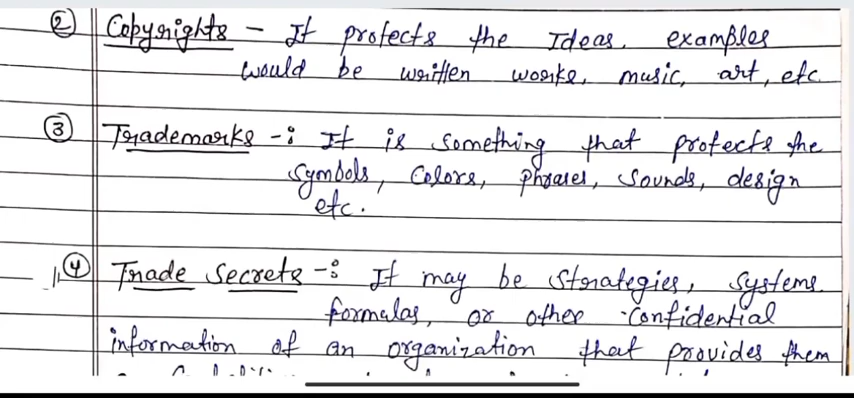 ② Copyrights - It protects the Ideas. examples
would be written works, music, art, etc
③ Trademarks -: It is something that protects the
symbols, Colors, phrases, sounds, design
etc.
④ Trade Secrets -: It may be Strategies, Systems
formulas, or other Confidential
information of an organization that provides them